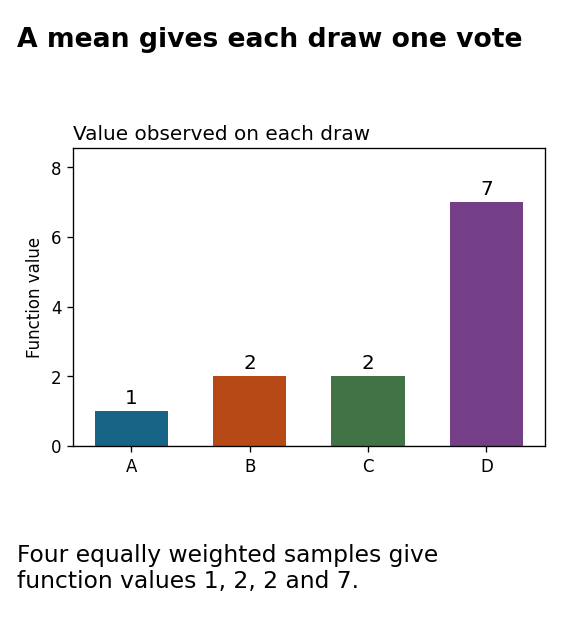 A mean gives each draw one vote
Value observed on each draw
Function value
8
6
4
2
0
1
2
2
7
A
B
C
D
Four equally weighted samples give
function values 1, 2, 2 and 7.